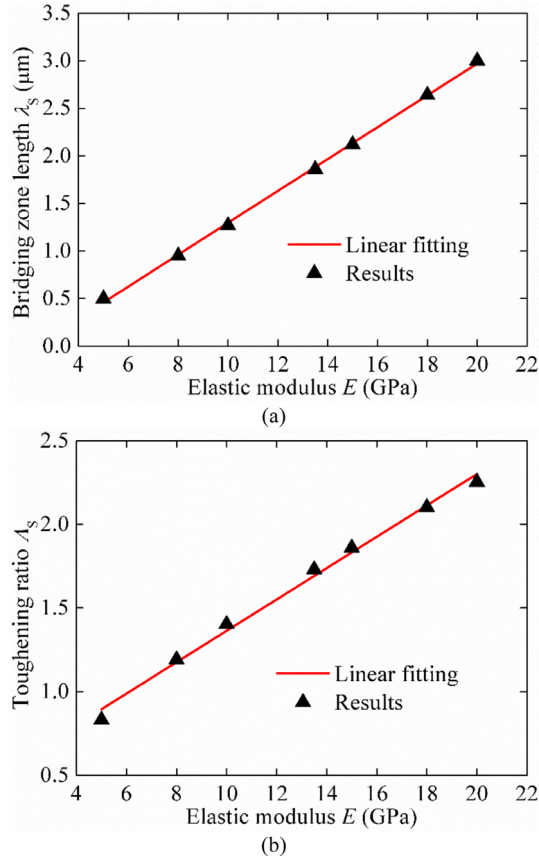 3.5
3.0
2.5
2.0
1.5
1.0
0.5
0.0
Bridging zone length λs (μm)
Linear fitting
Results
4 6 8 10 12 14 16 18 20 22
Elastic modulus E (GPa)
(a)
2.5
2.0
1.5
1.0
0.5
Toughening ratio Λs
Linear fitting
Results
4 6 8 10 12 14 16 18 20 22
Elastic modulus E (GPa)
(b)